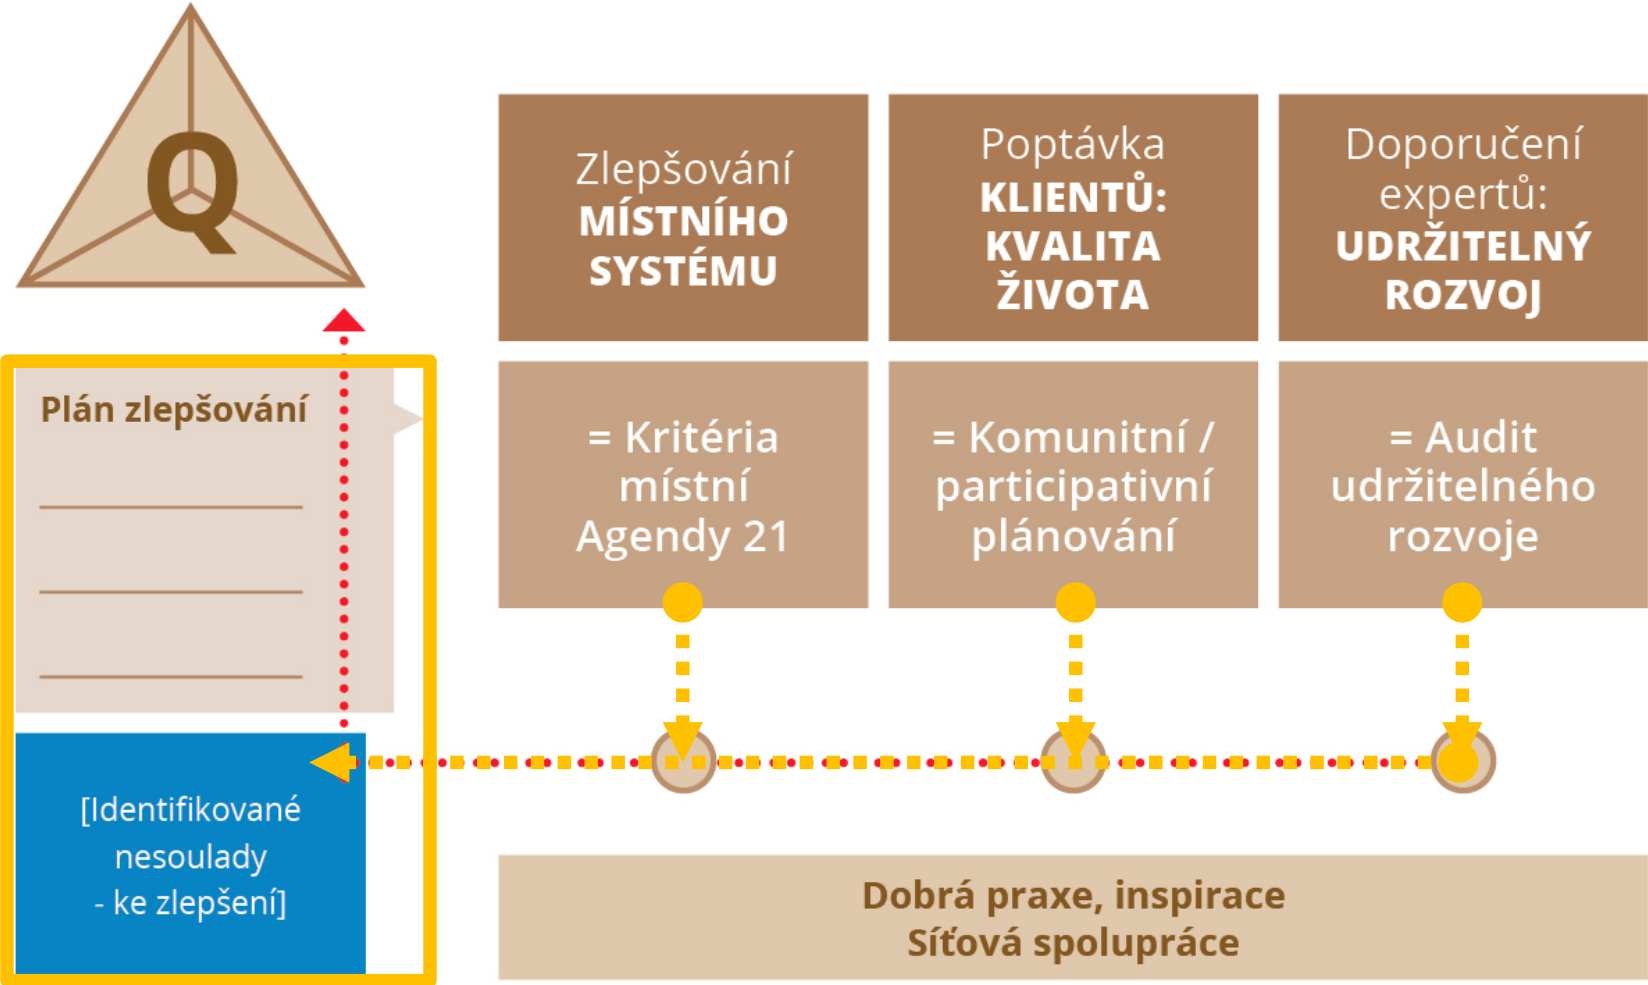 Q
Zlepšování
MÍSTNÍHO
SYSTÉMU
Poptávka
KLIENTŮ:
KVALITA
ŽIVOTA
Doporučení
expertů:
UDRŽITELNÝ
ROZVOJ
Plán zlepšování
= Kritéria
místní
Agendy 21
= Komunitní /
participativní
plánování
= Audit
udržitelného
rozvoje
[Identifikované
nesoulady
- ke zlepšení]
Dobrá praxe, inspirace
Síťová spolupráce